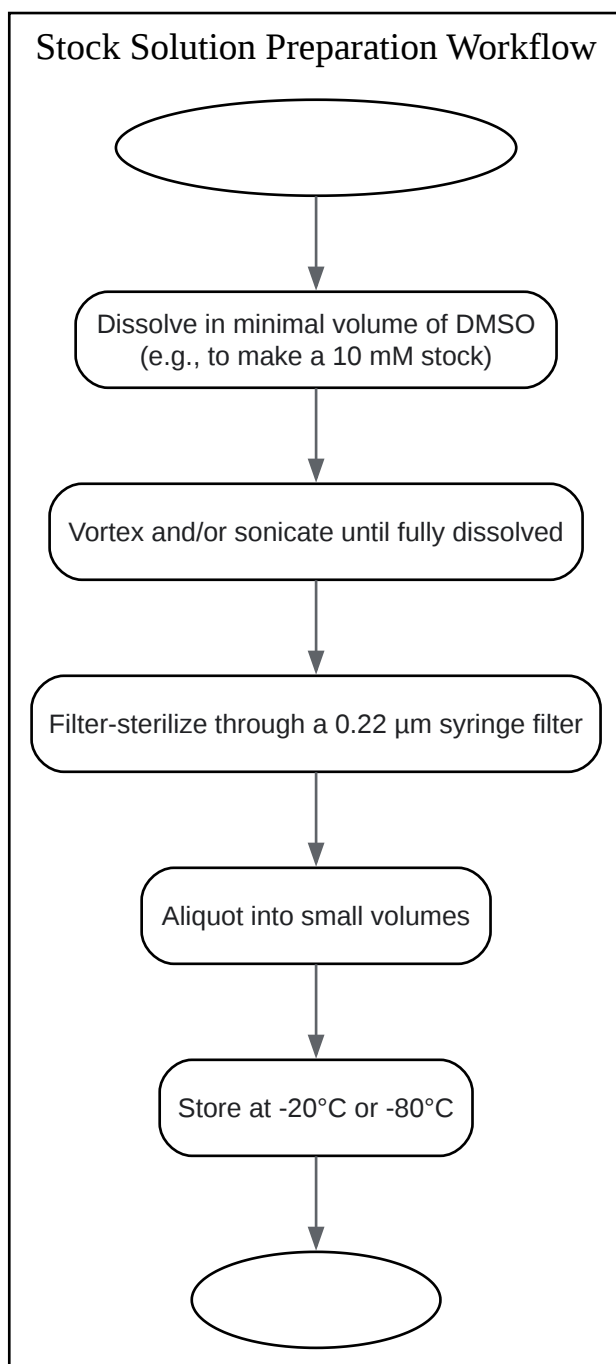 Stock Solution Preparation Workflow
Dissolve in minimal volume of DMSO
(e.g., to make a 10 mM stock)
Vortex and/or sonicate until fully dissolved
Filter-sterilize through a 0.22 µm syringe filter
Aliquot into small volumes
Store at -20°C or -80°C